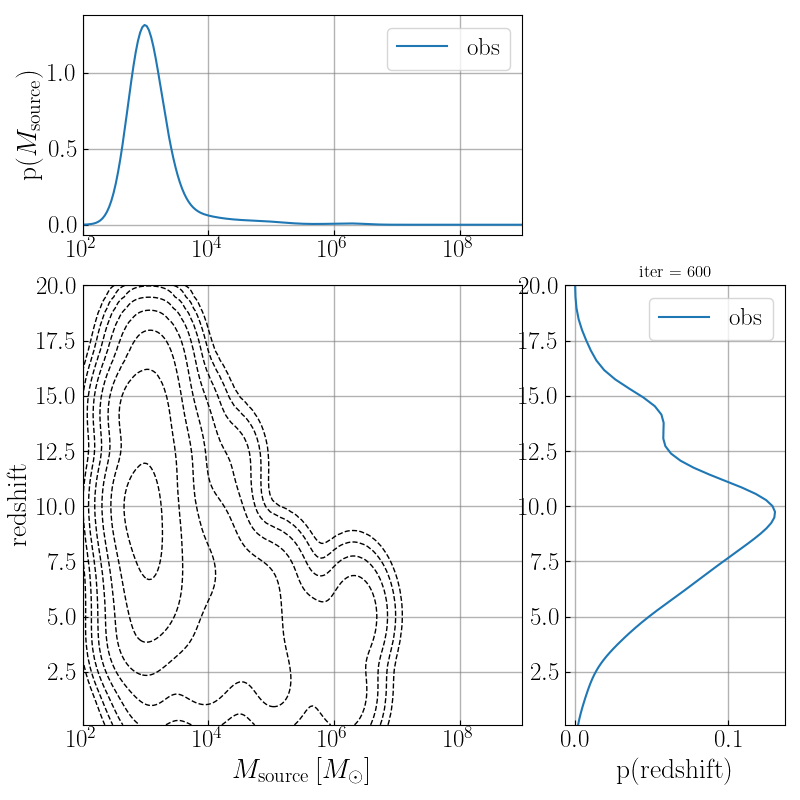 obs
p(M_source)
1.0
0.5
0.0
10^2 10^4 10^6 10^8
iter = 600
20.0
17.5
15.0
12.5
10.0
7.5
5.0
2.5
redshift
10^2 10^4 10^6 10^8
M_source [M_⊙]
obs
20.0
17.5
15.0
12.5
10.0
7.5
5.0
2.5
0.0 0.1
p(redshift)